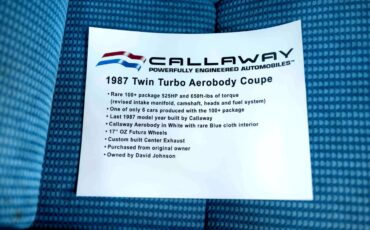 CALLAWAY
POWERFULLY ENGINEERED AUTOMOBILES™
1987 Twin Turbo Aerobody Coupe
• Rare 100+ package 525HP and 650ft-lbs of torque
(revised intake manifold, camshaft, heads and fuel system)
• One of only 6 cars produced with the 100+ package
• Last 1987 model year built by Callaway
• Callaway Aerobody in White with rare Blue cloth interior
• 17" OZ Futura Wheels
• Custom built Center Exhaust
• Purchased from original owner
• Owned by David Johnson